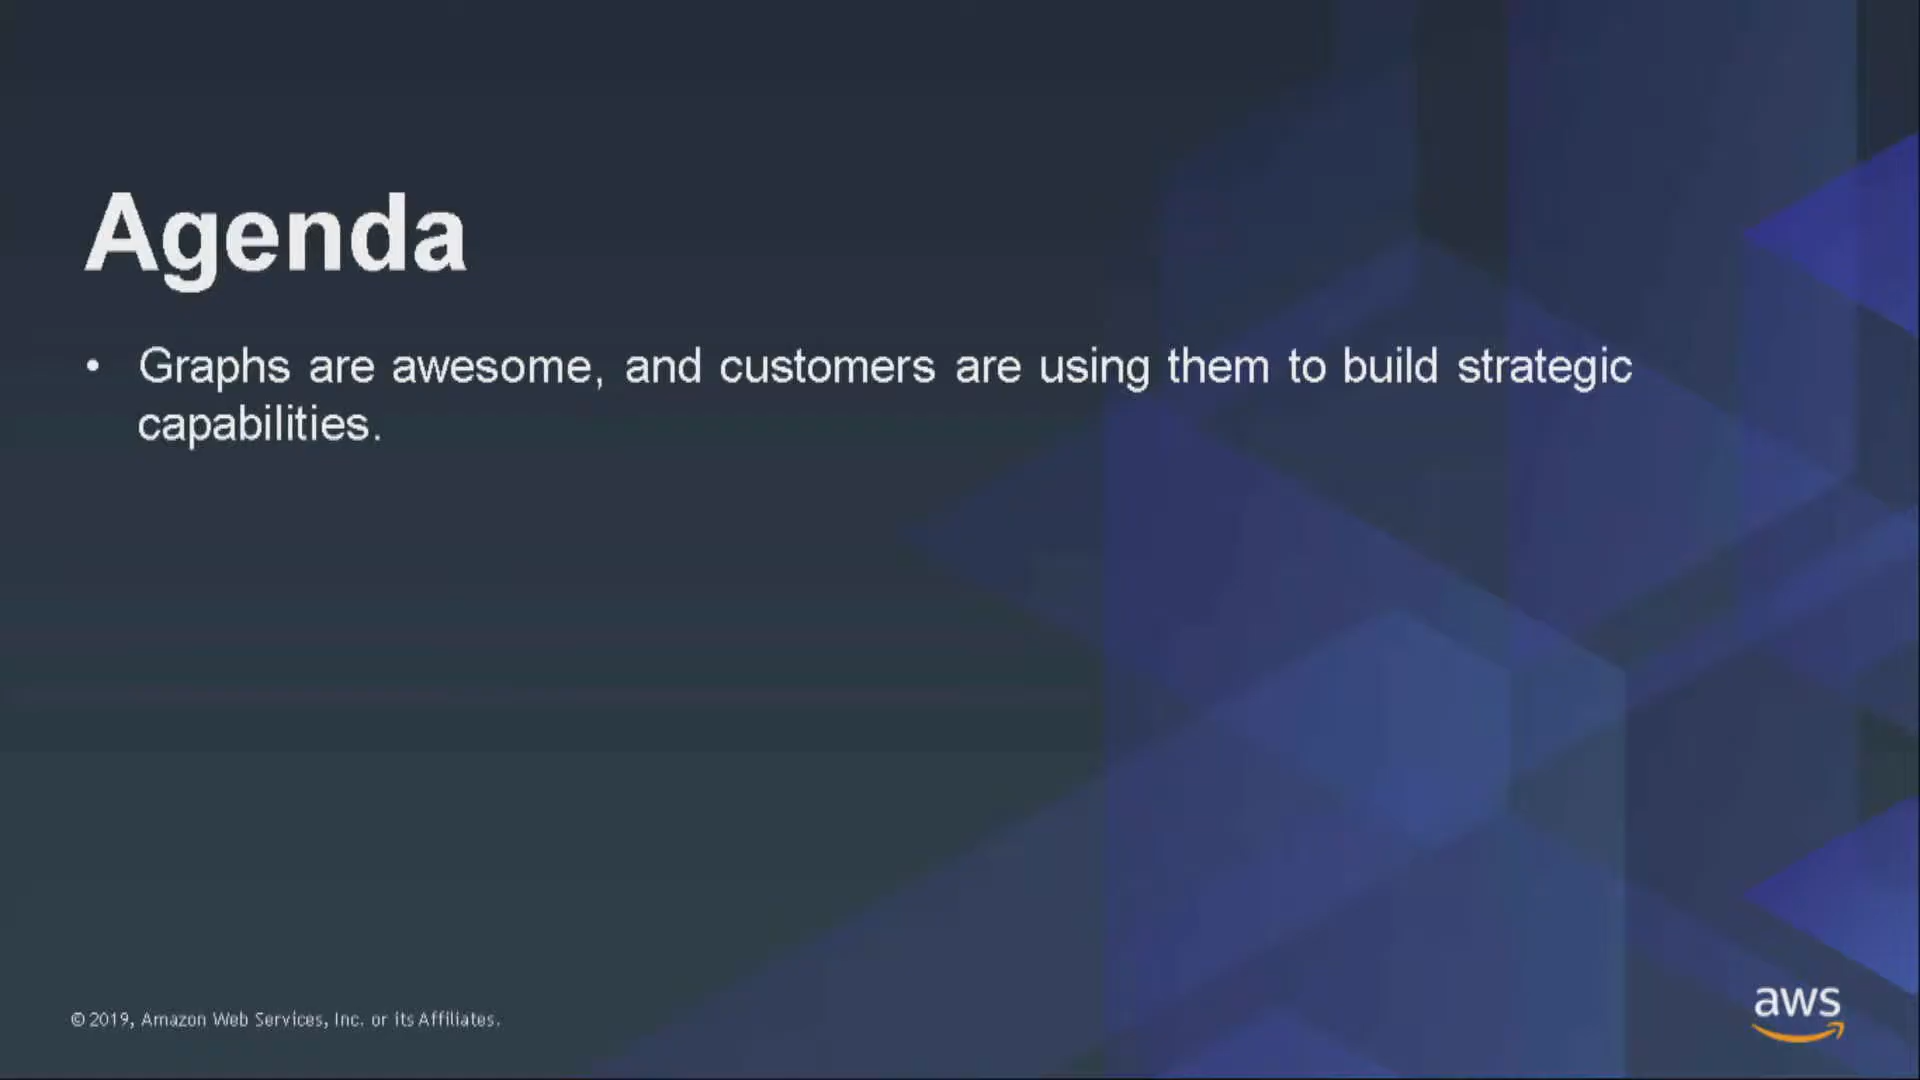 Agenda
• Graphs are awesome, and customers are using them to build strategic
capabilities.
© 2019, Amazon Web Services, Inc. or its Affiliates.
aws